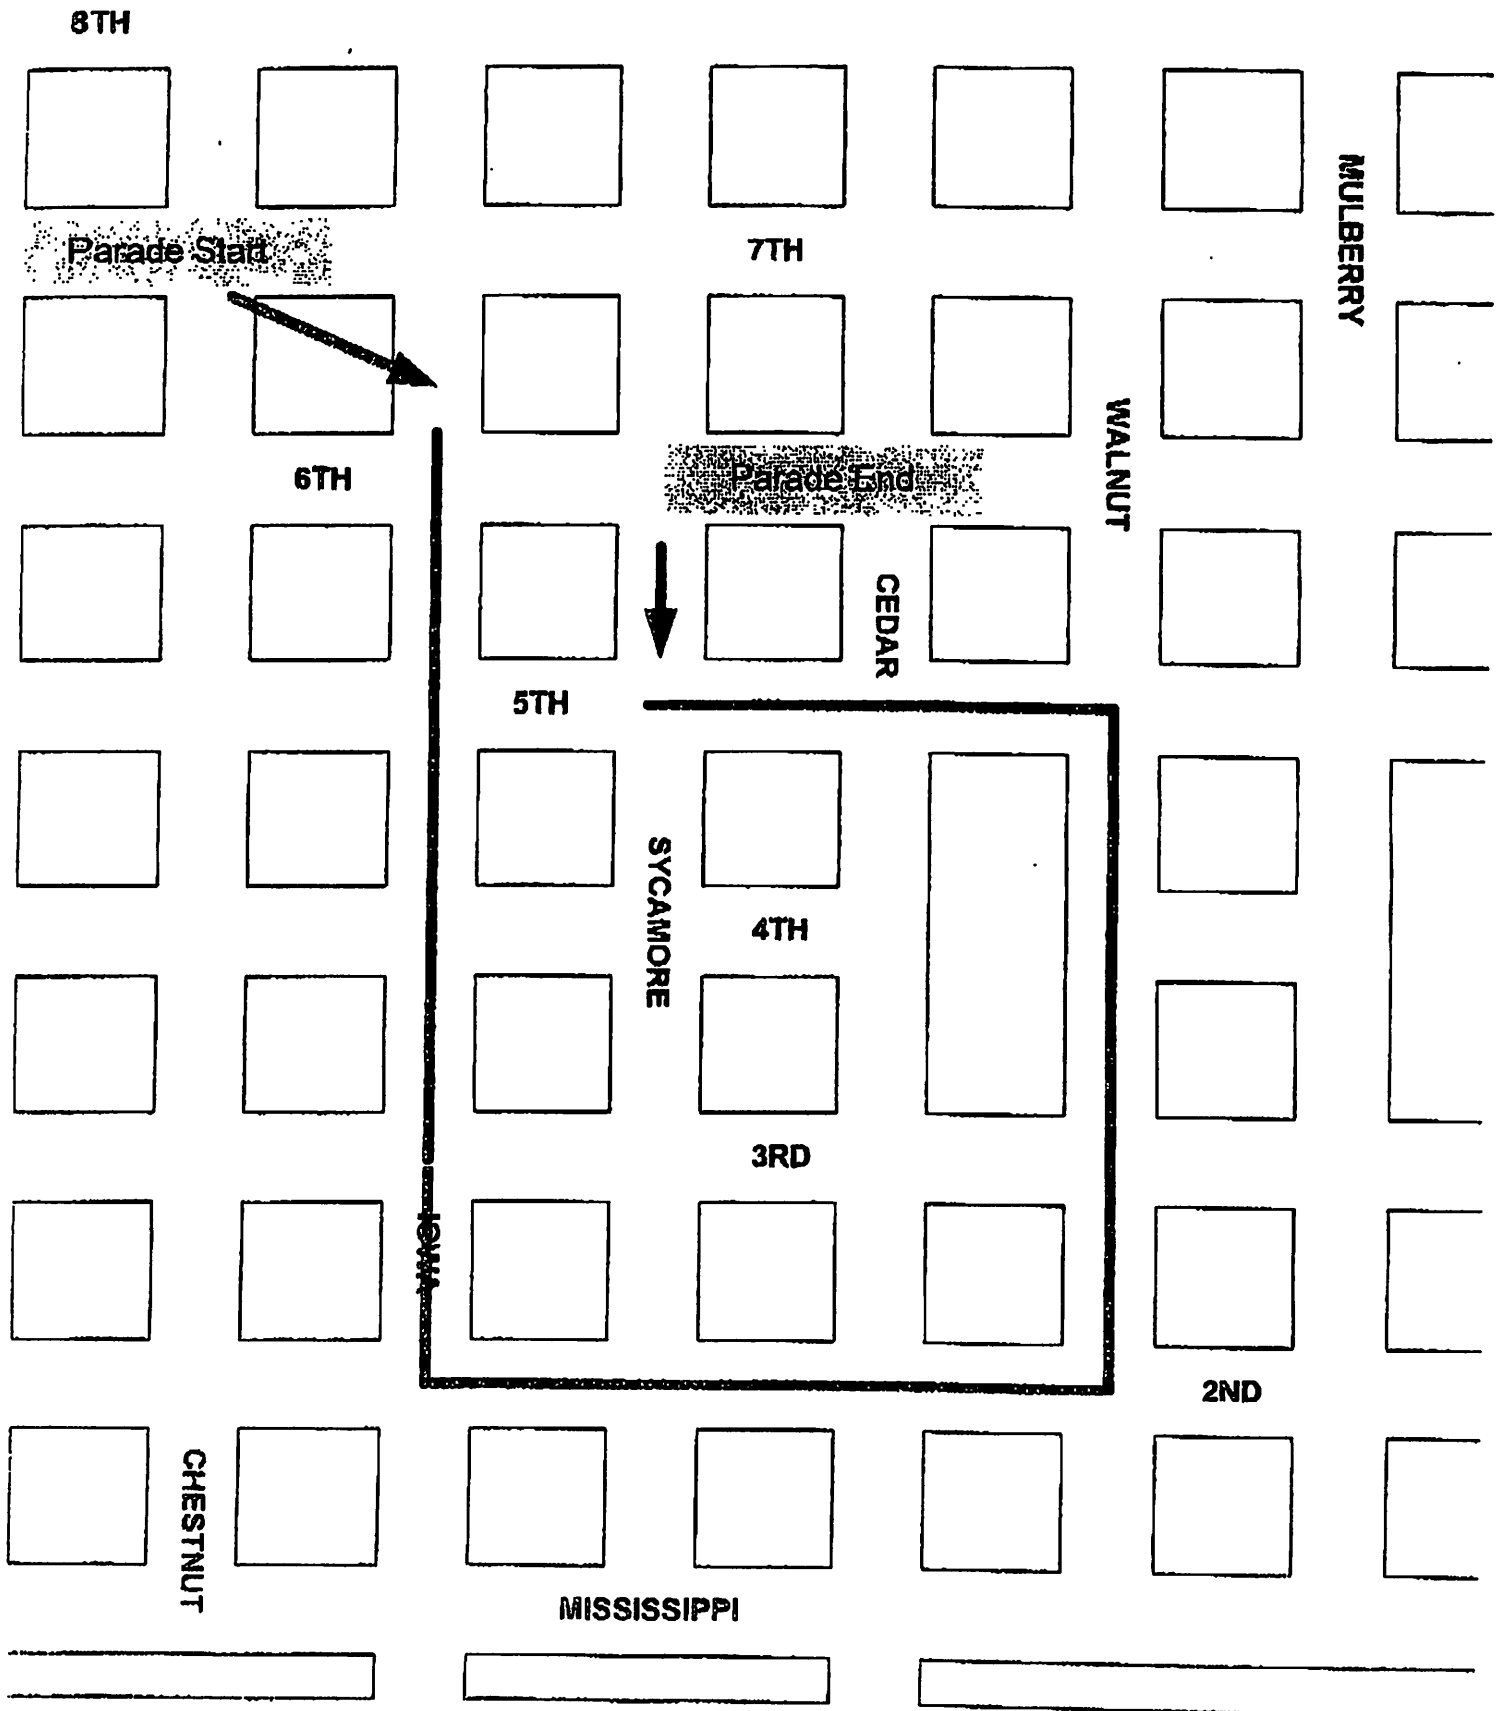 8TH
Parade Start
7TH
MULBERRY
WALNUT
6TH
Parade End
CEDAR
5TH
SYCAMORE
4TH
3RD
IOWA
2ND
CHESTNUT
MISSISSIPPI